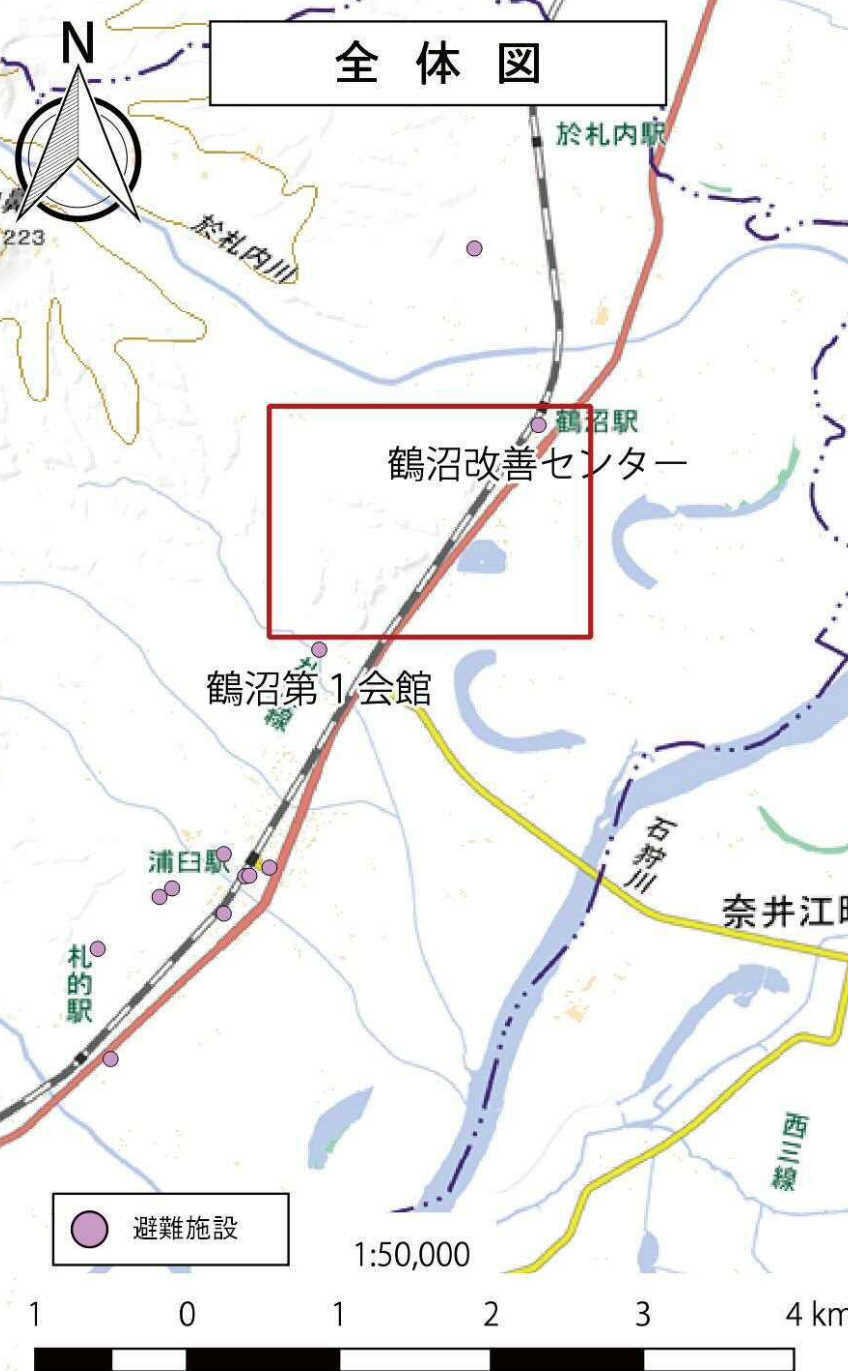 全体図
N
於札内駅
223
於札内川
鶴沼駅
鶴沼改善センター
鶴沼第1会館
線
浦臼駅
石狩川
奈井江町
札的駅
西三線
避難施設
1:50,000
1 0 1 2 3 4 km